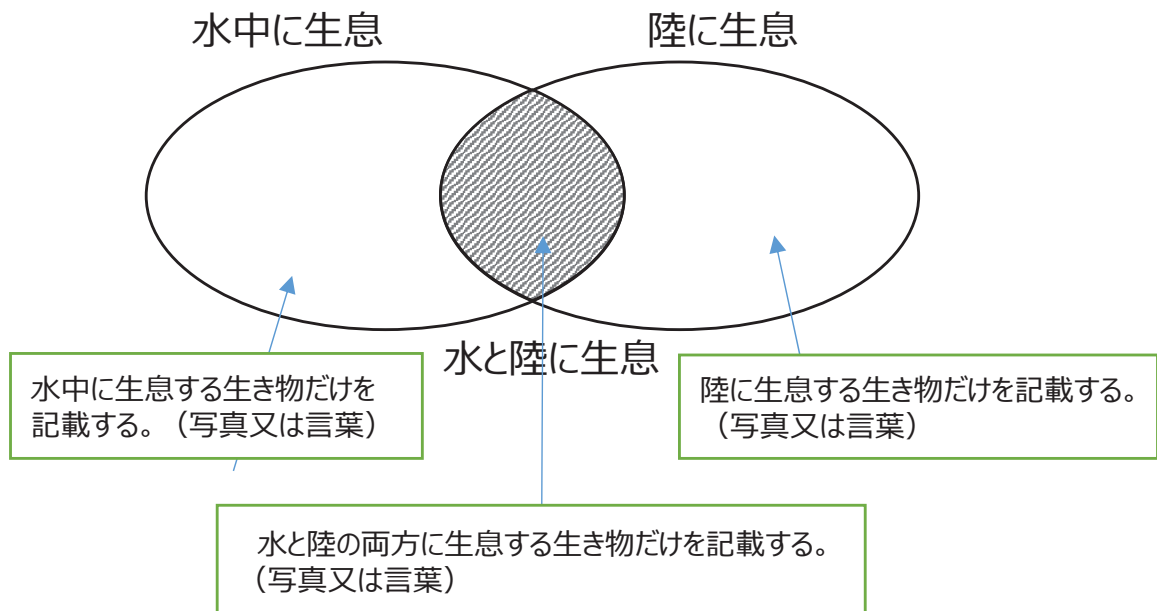 水中に生息
陸に生息
水と陸に生息
水中に生息する生き物だけを
記載する。（写真又は言葉）
陸に生息する生き物だけを記載する。
（写真又は言葉）
水と陸の両方に生息する生き物だけを記載する。
（写真又は言葉）